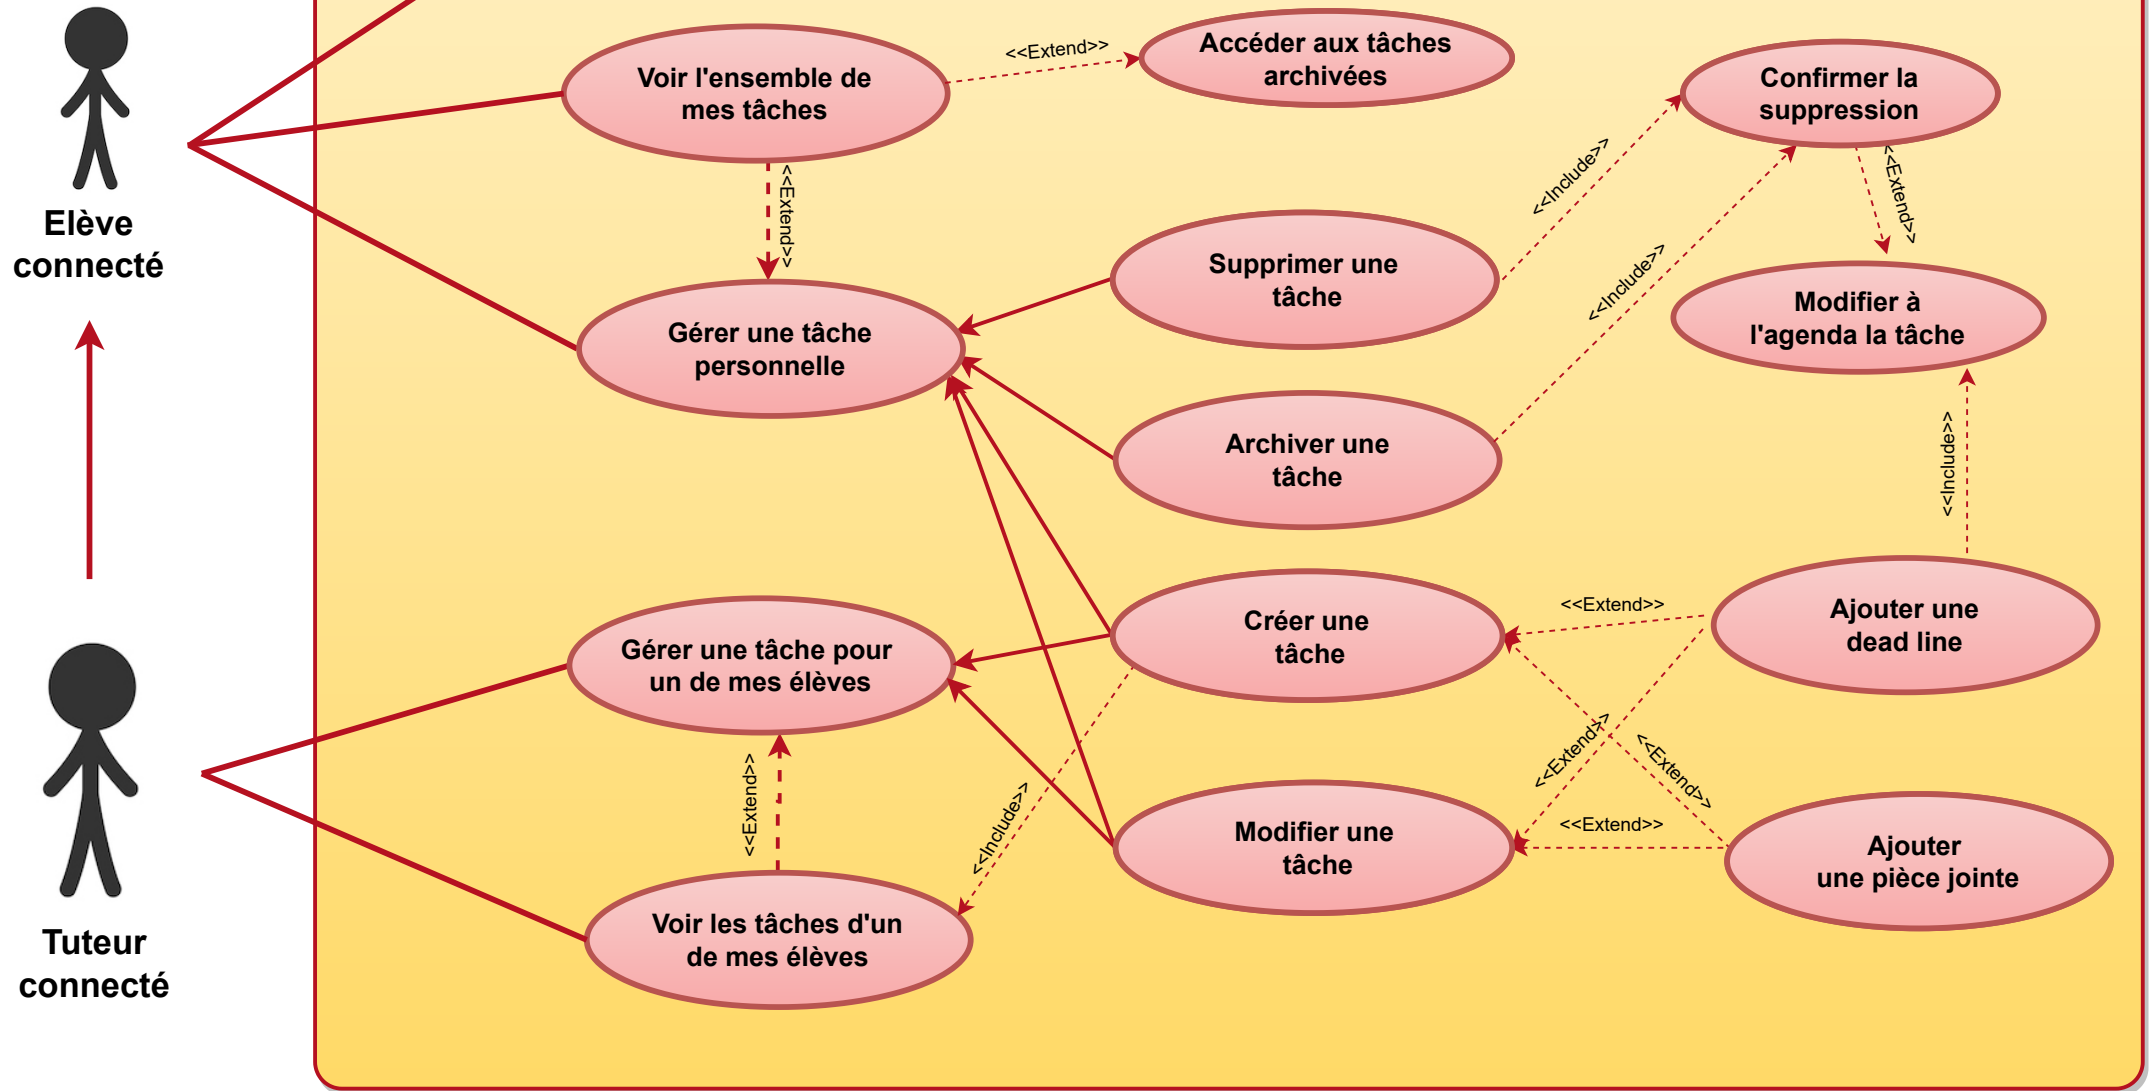 <<Extend>>
Accéder aux tâches
archivées
Voir l'ensemble de
mes tâches
Confirmer la
suppression
<<Include>>
<<Extend>>
<<Extend>>
Elève
connecté
Supprimer une
tâche
<<Include>>
Modifier à
l'agenda la tâche
Gérer une tâche
personnelle
Archiver une
tâche
<<Include>>
<<Extend>>
Ajouter une
dead line
Créer une
tâche
Gérer une tâche pour
un de mes élèves
<<Extend>>
<<Extend>>
<<Extend>>
<<Include>>
<<Extend>>
Modifier une
tâche
Ajouter
une pièce jointe
Voir les tâches d'un
de mes élèves
Tuteur
connecté